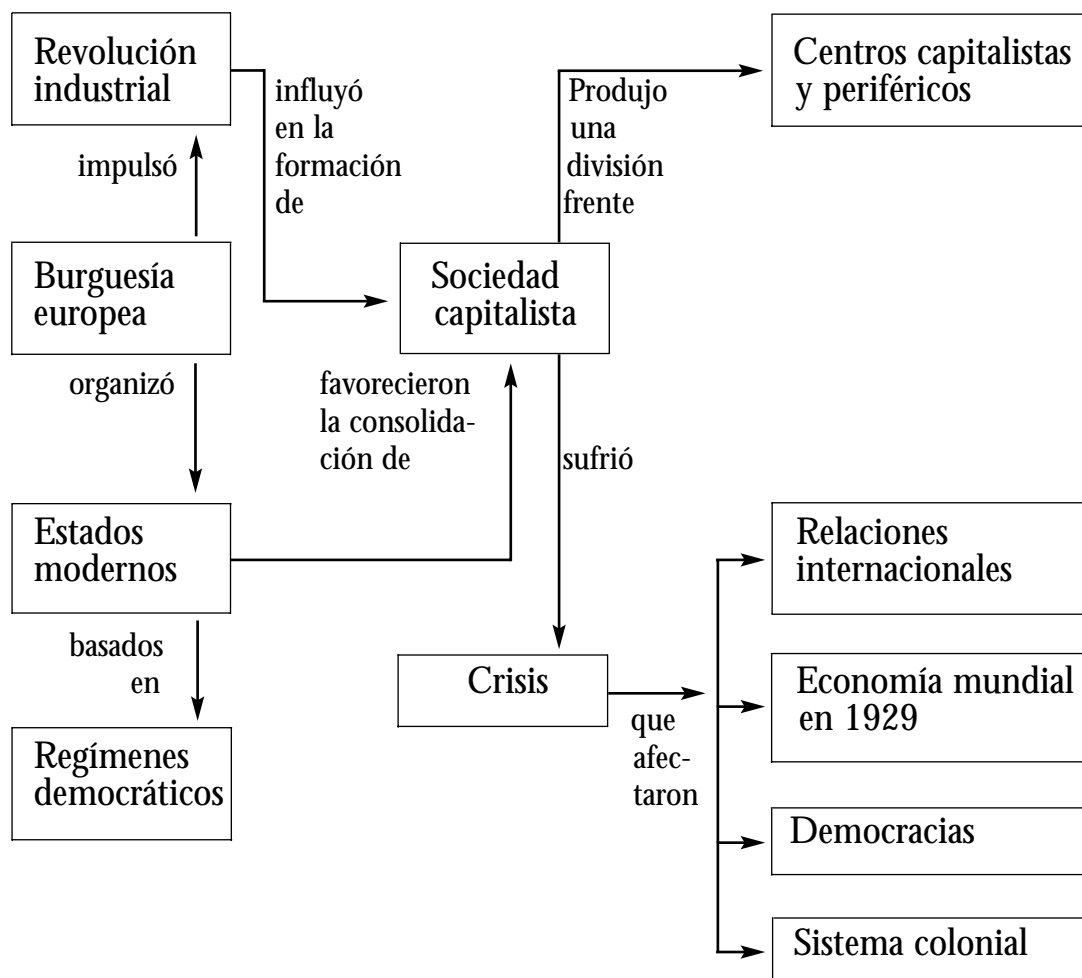 Revolución
industrial
influyó
en la
formación
de
Produjo
una
división
frente
Centros capitalistas
y periféricos
impulsó
Burguesía
europea
Sociedad
capitalista
organizó
favorecieron
la consolida-
ción de
sufrió
Estados
modernos
Relaciones
internacionales
basados
en
Crisis
que
afec-
taron
Economía mundial
en 1929
Regímenes
democráticos
Democracias
Sistema colonial